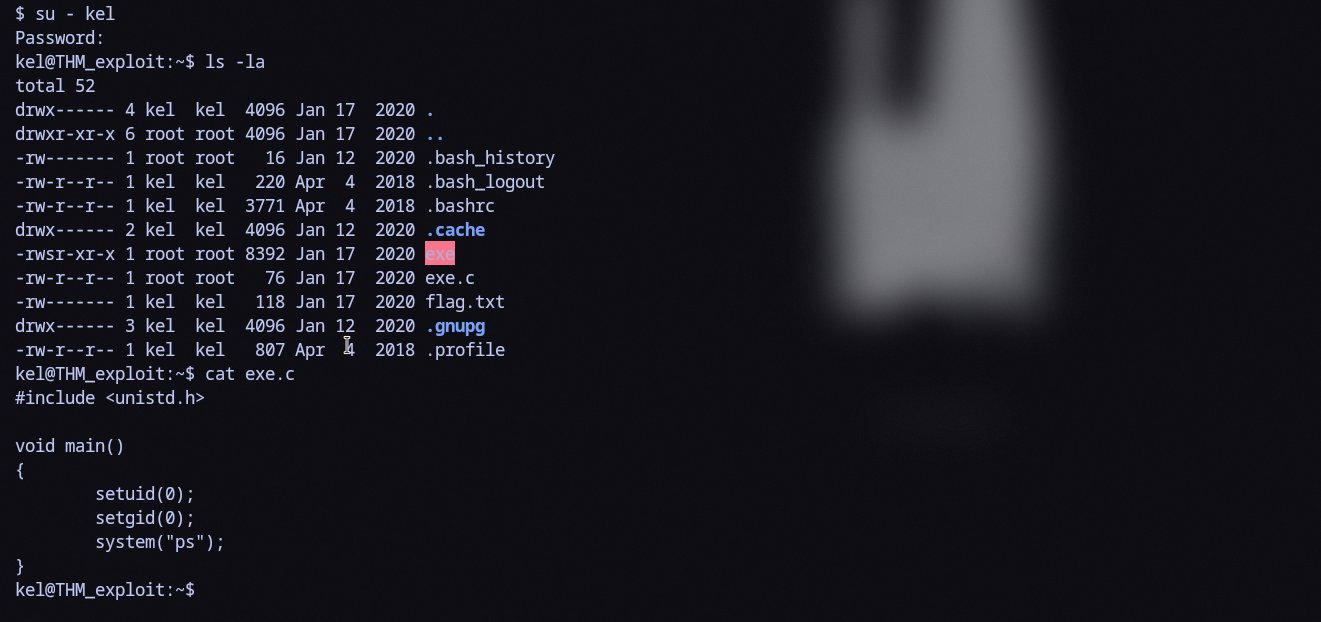 $ su - kel
Password:
kel@THM_exploit:~$ ls -la
total 52
drwx------ 4 kel  kel  4096 Jan 17  2020 .
drwxr-xr-x 6 root root 4096 Jan 17  2020 ..
-rw------- 1 root root   16 Jan 12  2020 .bash_history
-rw-r--r-- 1 kel  kel   220 Apr  4  2018 .bash_logout
-rw-r--r-- 1 kel  kel  3771 Apr  4  2018 .bashrc
drwx------ 2 kel  kel  4096 Jan 12  2020 .cache
-rwsr-xr-x 1 root root 8392 Jan 17  2020 exe
-rw-r--r-- 1 root root   76 Jan 17  2020 exe.c
-rw------- 1 kel  kel   118 Jan 17  2020 flag.txt
drwx------ 3 kel  kel  4096 Jan 12  2020 .gnupg
-rw-r--r-- 1 kel  kel   807 Apr  4  2018 .profile
kel@THM_exploit:~$ cat exe.c
#include <unistd.h>

void main()
{
        setuid(0);
        setgid(0);
        system("ps");
}
kel@THM_exploit:~$